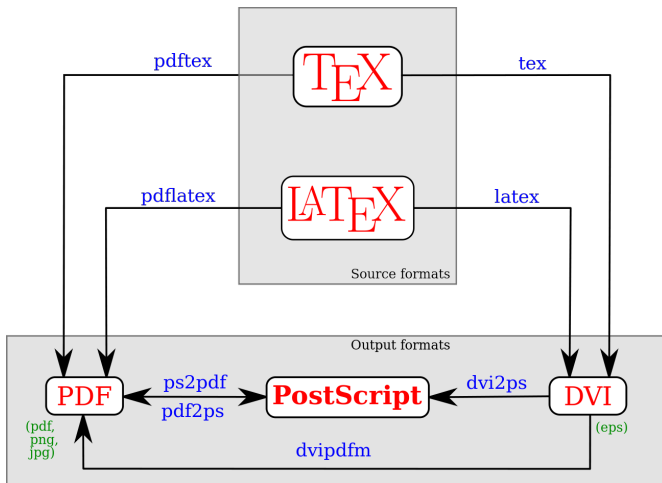 pdftex
TEX
tex
pdflatex
LATEX
latex
Source formats
Output formats
PDF
ps2pdf
pdf2ps
PostScript
dvi2ps
DVI
(pdf,
png,
jpg)
(eps)
dvipdfm